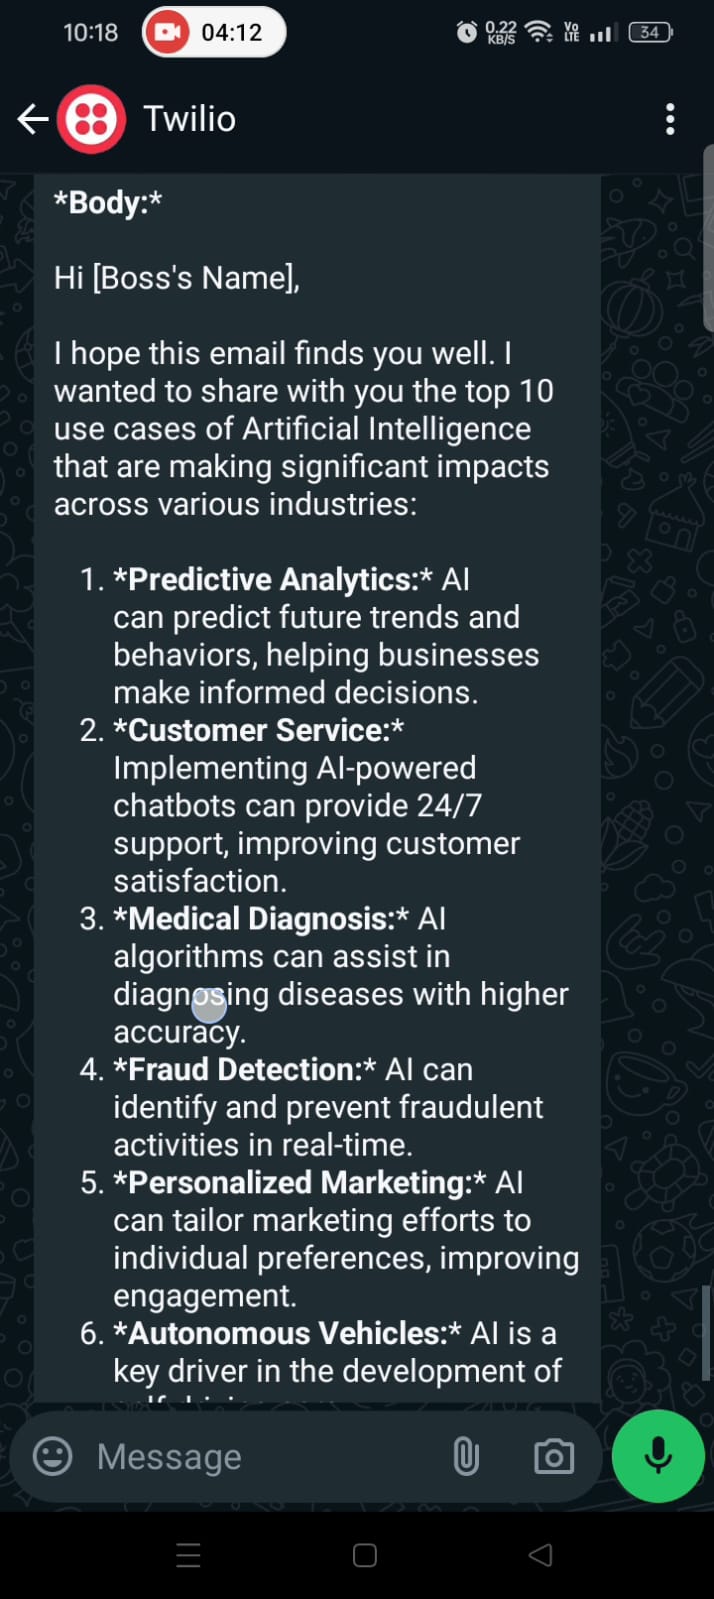 10:18 04:12 0.22 KB/S Vo LTE 34
Twilio
*Body:*
Hi [Boss's Name],
I hope this email finds you well. I
wanted to share with you the top 10
use cases of Artificial Intelligence
that are making significant impacts
across various industries:
1. *Predictive Analytics:* AI
can predict future trends and
behaviors, helping businesses
make informed decisions.
2. *Customer Service:*
Implementing AI-powered
chatbots can provide 24/7
support, improving customer
satisfaction.
3. *Medical Diagnosis:* AI
algorithms can assist in
diagnosing diseases with higher
accuracy.
4. *Fraud Detection:* AI can
identify and prevent fraudulent
activities in real-time.
5. *Personalized Marketing:* AI
can tailor marketing efforts to
individual preferences, improving
engagement.
6. *Autonomous Vehicles:* AI is a
key driver in the development of
Message